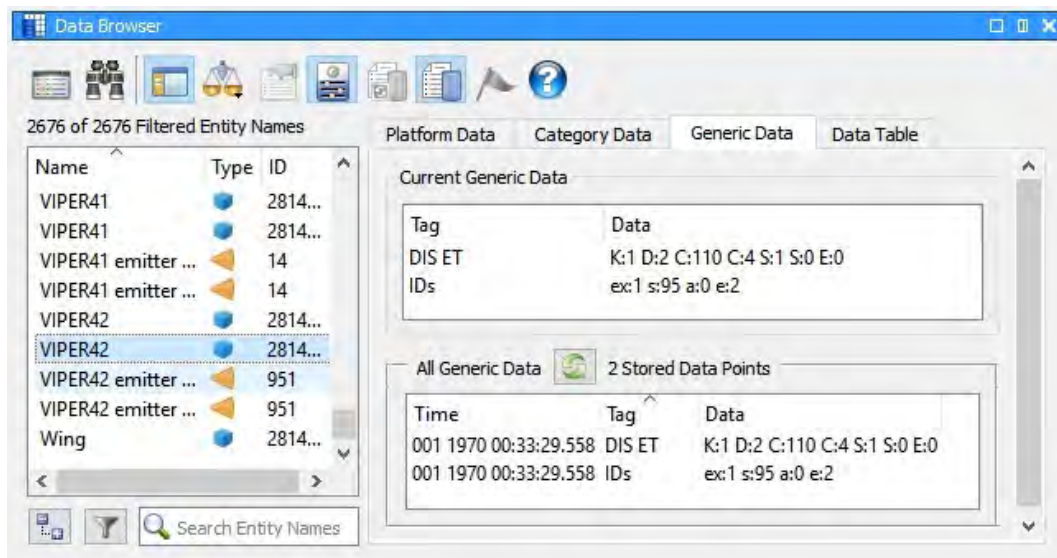 Data Browser
2676 of 2676 Filtered Entity Names
Name Type ID
VIPER41 2814...
VIPER41 2814...
VIPER41 emitter ... 14
VIPER41 emitter ... 14
VIPER42 2814...
VIPER42 2814...
VIPER42 emitter ... 951
VIPER42 emitter ... 951
Wing 2814...
Search Entity Names
Platform Data Category Data Generic Data Data Table
Current Generic Data
Tag Data
DIS ET K:1 D:2 C:110 C:4 S:1 S:0 E:0
IDs ex:1 s:95 a:0 e:2
All Generic Data 2 Stored Data Points
Time Tag Data
001 1970 00:33:29.558 DIS ET K:1 D:2 C:110 C:4 S:1 S:0 E:0
001 1970 00:33:29.558 IDs ex:1 s:95 a:0 e:2